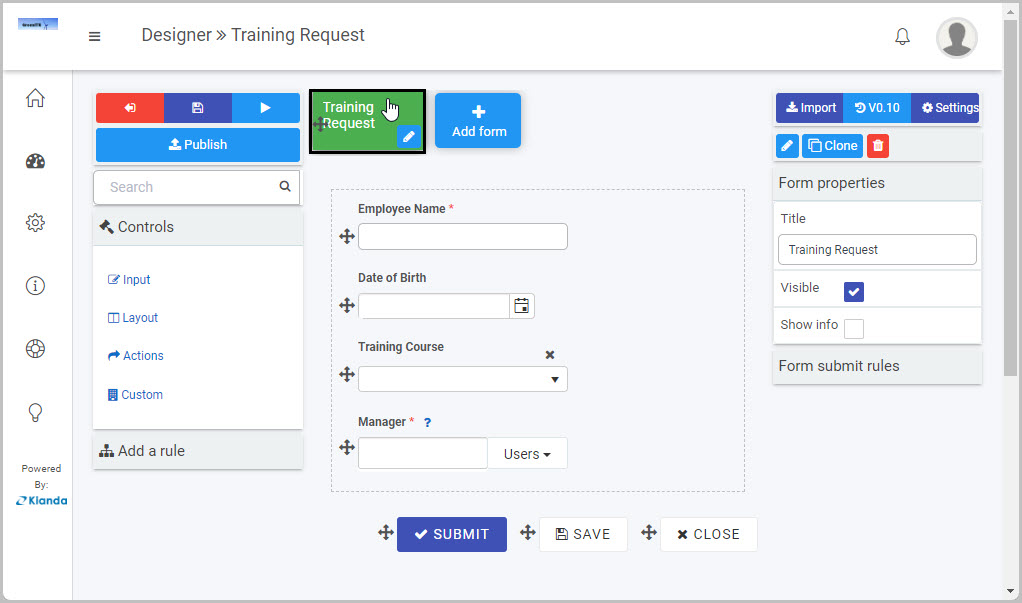 Designer » Training Request
Publish
Search
Controls
Input
Layout
Actions
Custom
Add a rule
Powered
By:
Kianda
Training
Request
Add form
Employee Name *
Date of Birth
Training Course
Manager * ?
Users
SUBMIT
SAVE
CLOSE
Import
V0.10
Settings
Clone
Form properties
Title
Training Request
Visible
Show info
Form submit rules